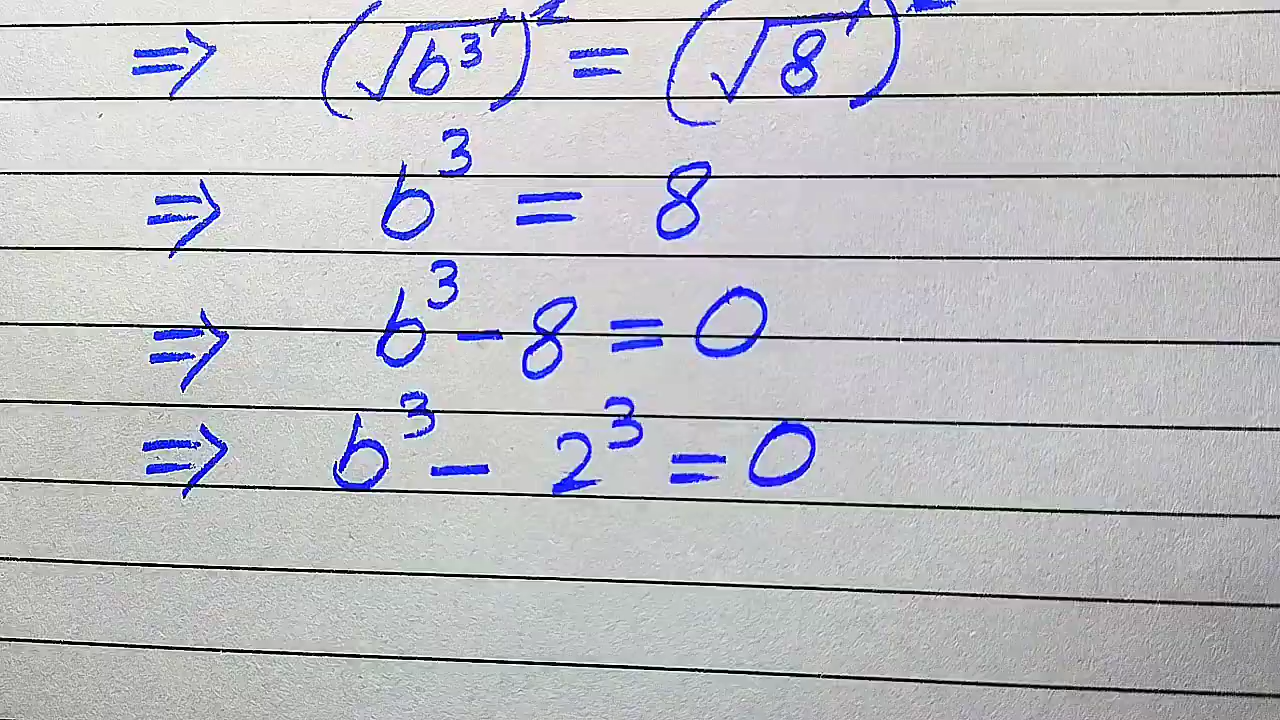 ⇒ (√b³)² = (√8)²
⇒ b³ = 8
⇒ b³ - 8 = 0
⇒ b³ - 2³ = 0